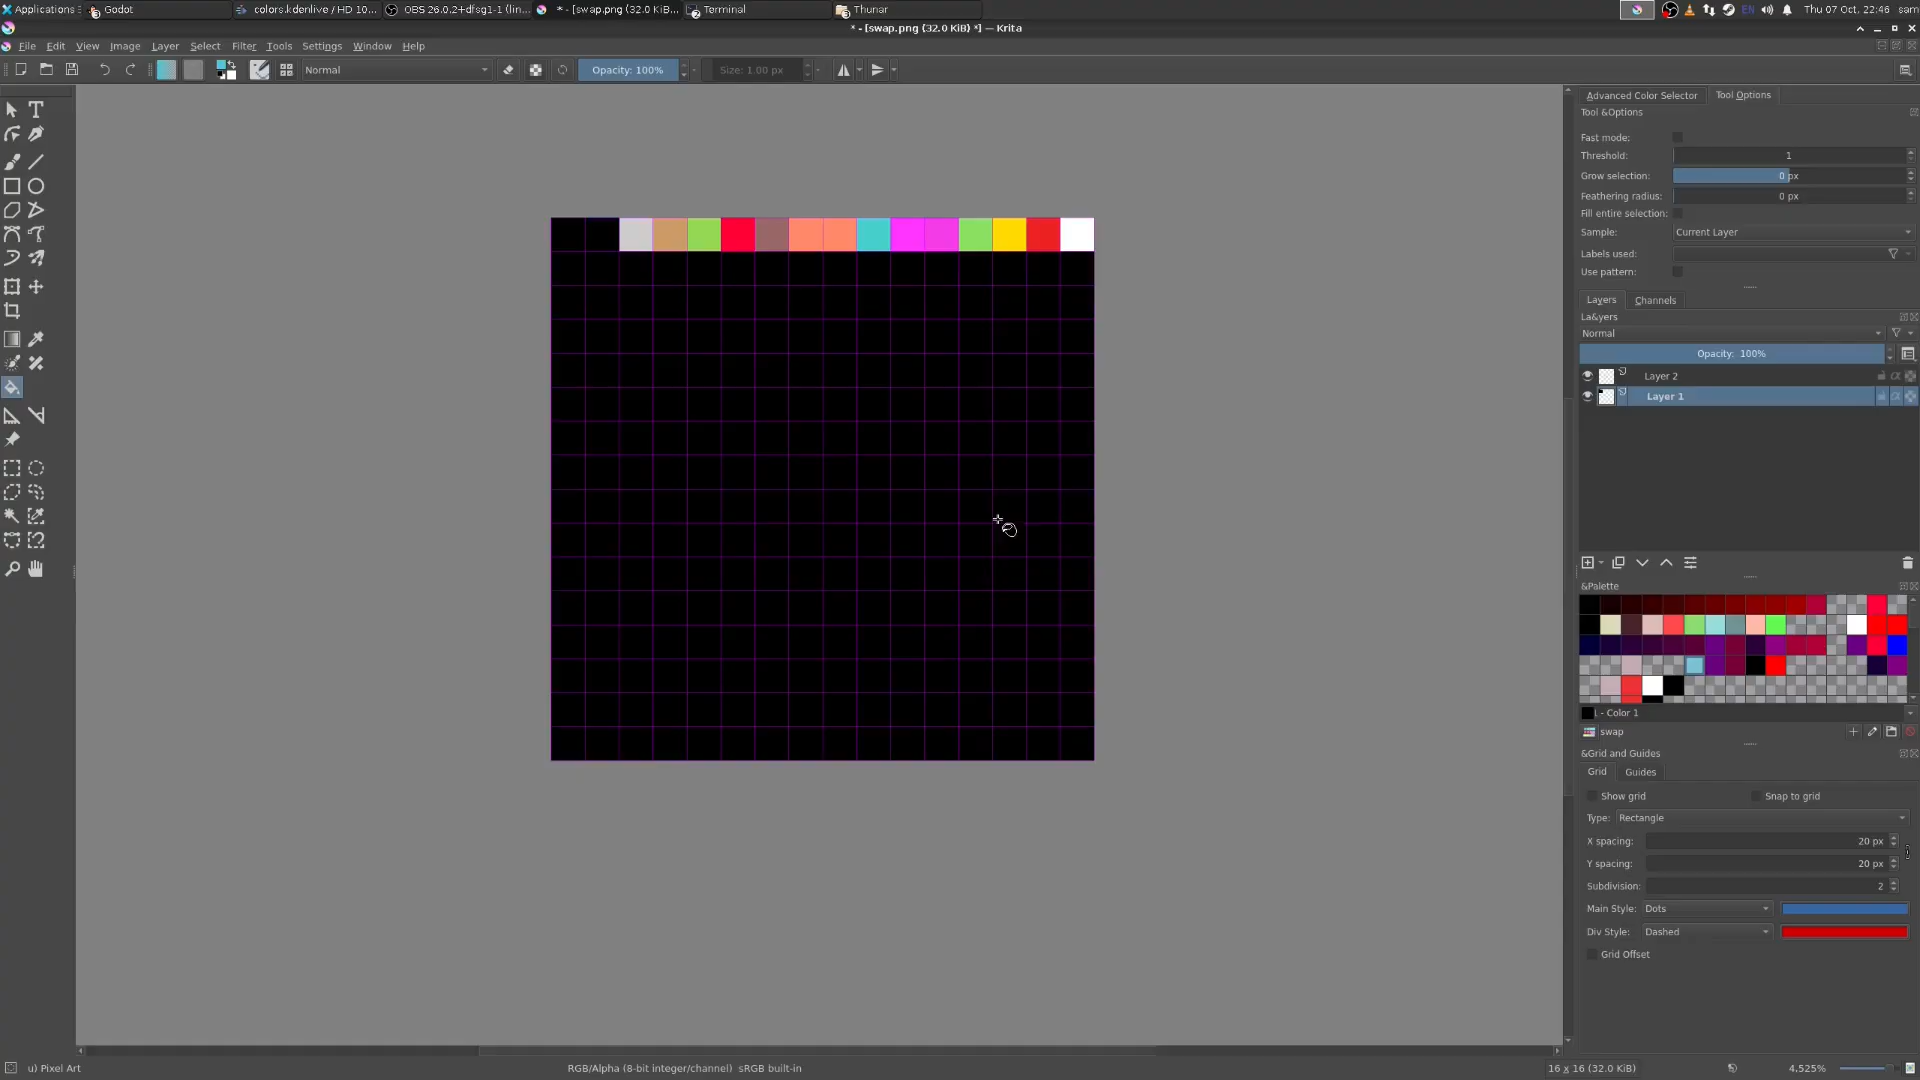 Applications Godot colors.kdenlive / HD 10... OBS 26.0.2+dfsg1-1 (lin... * - [swap.png (32.0 KiB)... Terminal Thunar EN Thu 07 Oct, 22:46 sam
* - [swap.png (32.0 KiB) *] — Krita
File Edit View Image Layer Select Filter Tools Settings Window Help
Normal Opacity: 100% Size: 1.00 px
Advanced Color Selector Tool Options
Tool &Options
Fast mode:
Threshold: 1
Grow selection: 0 px
Feathering radius: 0 px
Fill entire selection:
Sample: Current Layer
Labels used:
Use pattern:
Layers Channels
La&yers
Normal
Opacity: 100%
Layer 2
Layer 1
&Palette
- Color 1
swap
&Grid and Guides
Grid Guides
Show grid Snap to grid
Type: Rectangle
X spacing: 20 px
Y spacing: 20 px
Subdivision: 2
Main Style: Dots
Div Style: Dashed
Grid Offset
u) Pixel Art RGB/Alpha (8-bit integer/channel) sRGB built-in 16 x 16 (32.0 KiB) 4.525%